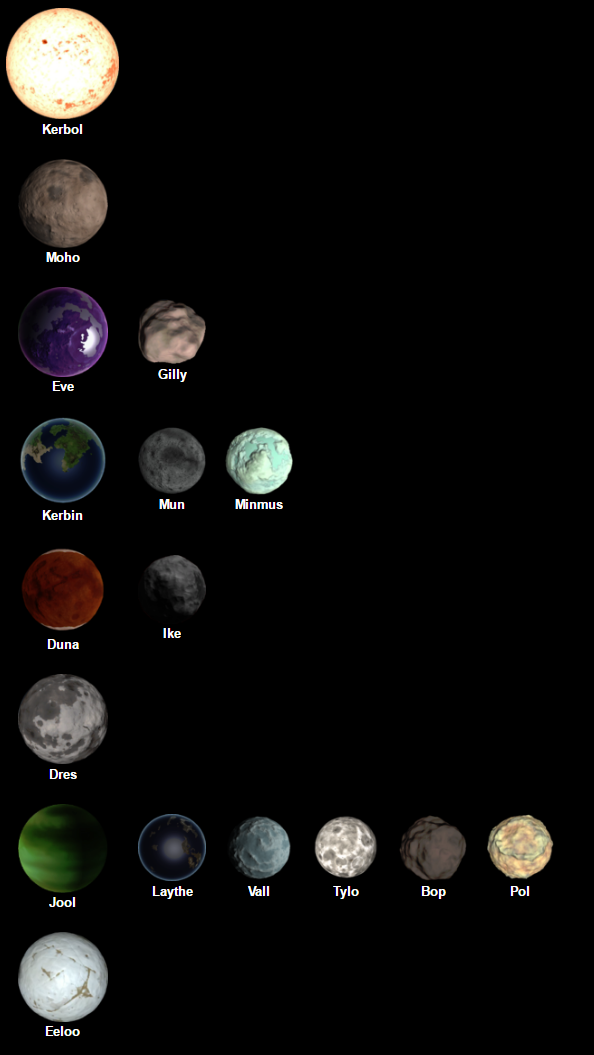 Kerbol
Moho
Eve
Gilly
Kerbin
Mun
Minmus
Duna
Ike
Dres
Jool
Laythe
Vall
Tylo
Bop
Pol
Eeloo